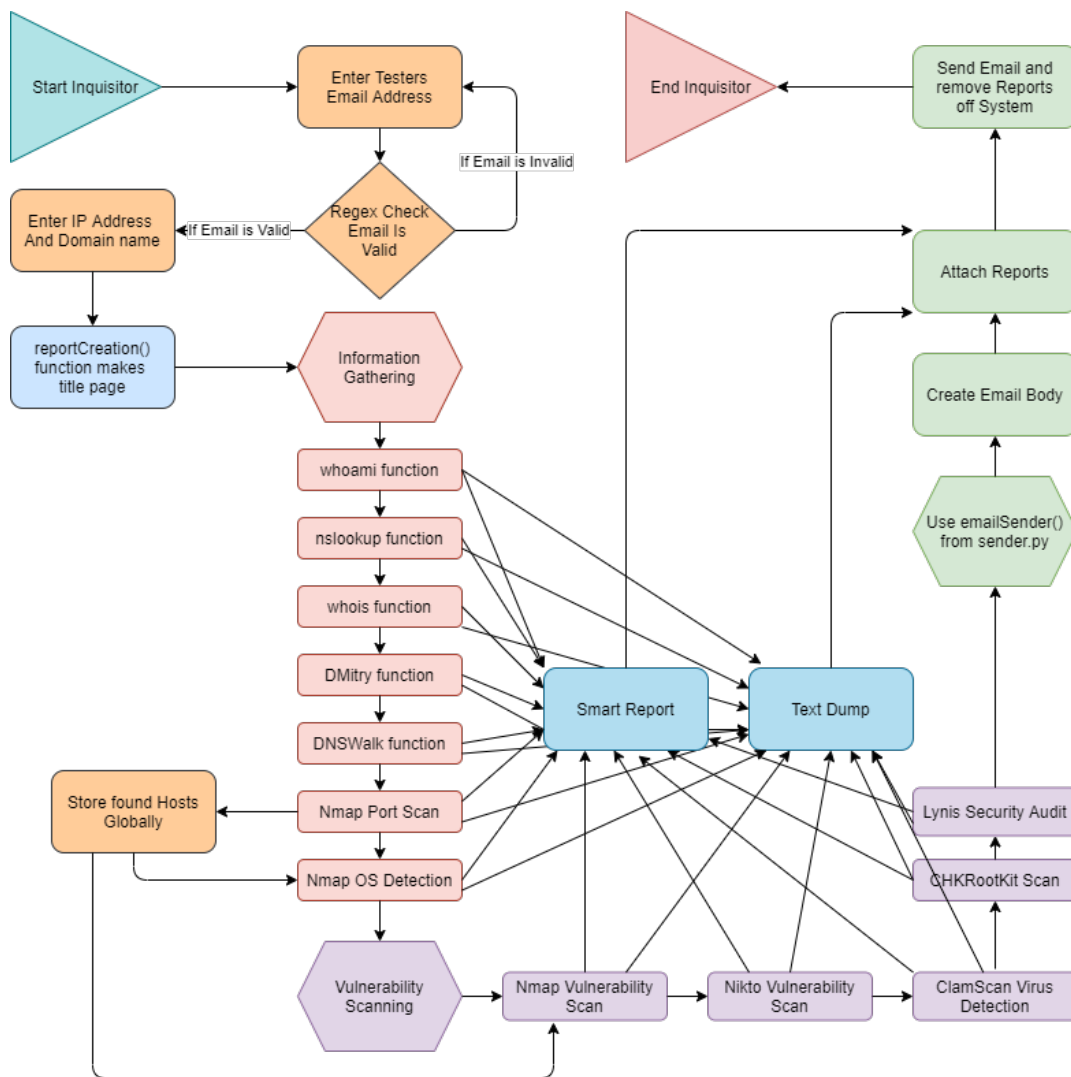 Start Inquisitor
Enter Testers
Email Address
End Inquisitor
Send Email and
remove Reports
off System
If Email is Invalid
Enter IP Address
And Domain name
If Email is Valid
Regex Check
Email Is
Valid
Attach Reports
reportCreation()
function makes
title page
Information
Gathering
Create Email Body
whoami function
nslookup function
Use emailSender()
from sender.py
whois function
DMitry function
Smart Report
Text Dump
DNSWalk function
Store found Hosts
Globally
Nmap Port Scan
Lynis Security Audit
Nmap OS Detection
CHKRootKit Scan
Vulnerability
Scanning
Nmap Vulnerability
Scan
Nikto Vulnerability
Scan
ClamScan Virus
Detection